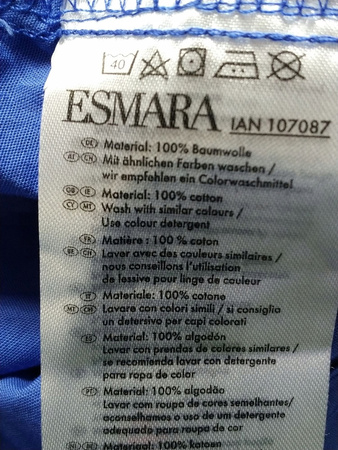 40
ESMARA IAN 107087
DE Material: 100% Baumwolle
AT CH Mit ähnlichen Farben waschen /
wir empfehlen ein Colorwaschmittel
GB IE Material: 100% cotton
CY MT Wash with similar colours /
Use colour detergent
FR Matière : 100 % coton
BE CH Laver avec des couleurs similaires /
nous conseillons l'utilisation
de lessive pour linge de couleur
IT Materiale: 100% cotone
MT CH Lavare con colori simili / si consiglia
un detersivo per capi colorati
ES Material: 100% algodón
Lavar con prendas de colores similares /
se recomienda lavar con detergente
para ropa de color
PT Material: 100% algodão
Lavar com roupa de cores semelhantes/
aconselhamos o uso de um detergente
adequado para roupa de cor
NL BE Materiaal: 100% katoen